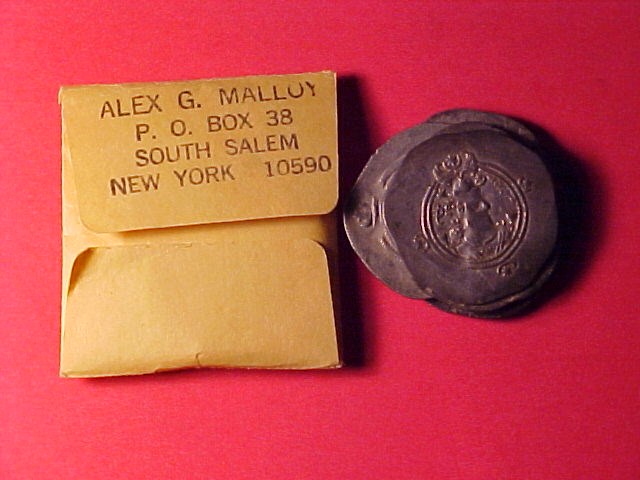 ALEX G. MALLOY
P. O. BOX 38
SOUTH SALEM
NEW YORK 10590